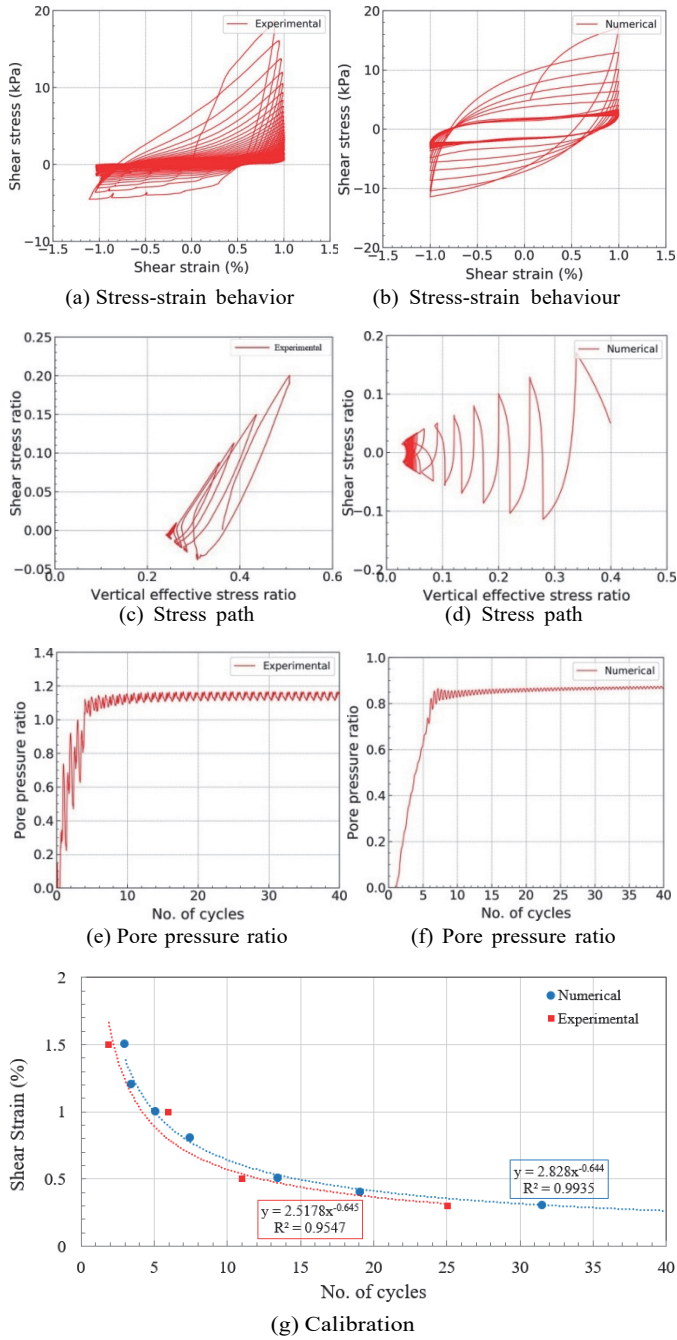 20
10
0
−10
−1.5
−1.0
−0.5
0.0
0.5
1.0
1.5
Shear stress (kPa)
Shear strain (%)
Experimental
(a) Stress-strain behavior
20
10
0
−10
−20
−1.5
−1.0
−0.5
0.0
0.5
1.0
1.5
Shear stress (kPa)
Shear strain (%)
Numerical
(b) Stress-strain behaviour
0.25
0.20
0.15
0.10
0.05
0.00
−0.05
0.0
0.2
0.4
0.6
Shear stress ratio
Vertical effective stress ratio
Experimental
(c) Stress path
0.2
0.1
0.0
−0.1
−0.2
0.0
0.1
0.2
0.3
0.4
0.5
Shear stress ratio
Vertical effective stress ratio
Numerical
(d) Stress path
1.4
1.2
1.0
0.8
0.6
0.4
0.2
0.0
0
10
20
30
40
Pore pressure ratio
No. of cycles
Experimental
(e) Pore pressure ratio
1.0
0.8
0.6
0.4
0.2
0.0
0
5
10
15
20
25
30
35
40
Pore pressure ratio
No. of cycles
Numerical
(f) Pore pressure ratio
2
1.5
1
0.5
0
0
5
10
15
20
25
30
35
40
Shear Strain (%)
No. of cycles
Numerical
Experimental
y = 2.828x^-0.644
R² = 0.9935
y = 2.5178x^-0.645
R² = 0.9547
(g) Calibration